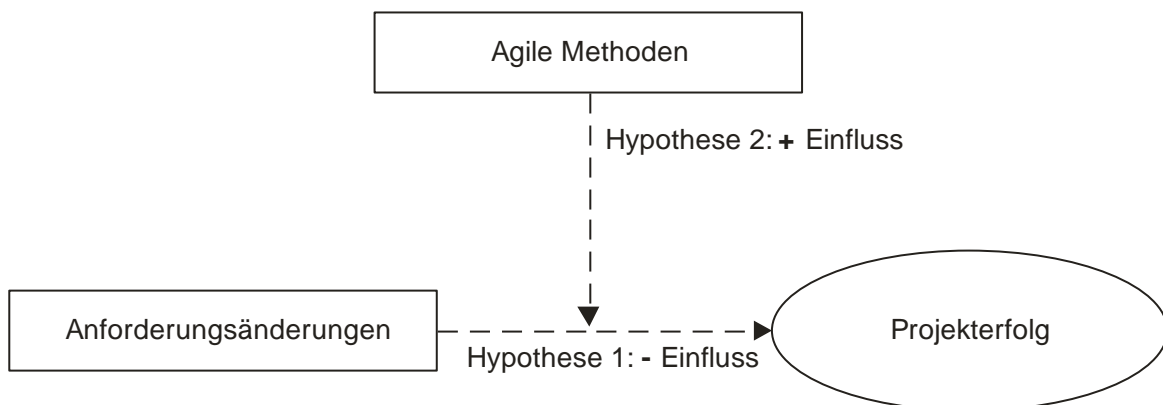 Agile Methoden
Hypothese 2: + Einfluss
Anforderungsänderungen
Projekterfolg
Hypothese 1: - Einfluss